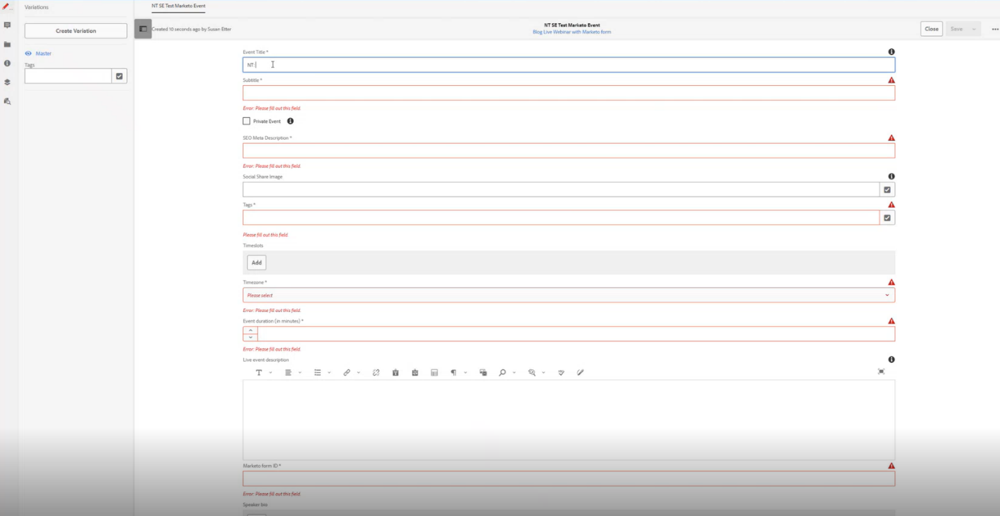 Variations
NT SE Test Marketo Event
Create Variation
Created 10 seconds ago by Susan Etter
NT SE Test Marketo Event
Blog Live Webinar with Marketo form
Close
Save
Master
Tags
Event Title *
NT:
Subtitle *
Error: Please fill out this field.
Private Event
SEO Meta Description *
Error: Please fill out this field.
Social Share Image
Tags *
Please fill out this field.
Timeslots
Add
Timezone *
Please select
Error: Please fill out this field.
Event duration (in minutes) *
Error: Please fill out this field.
Live event description
Marketo form ID *
Error: Please fill out this field.
Speaker bio